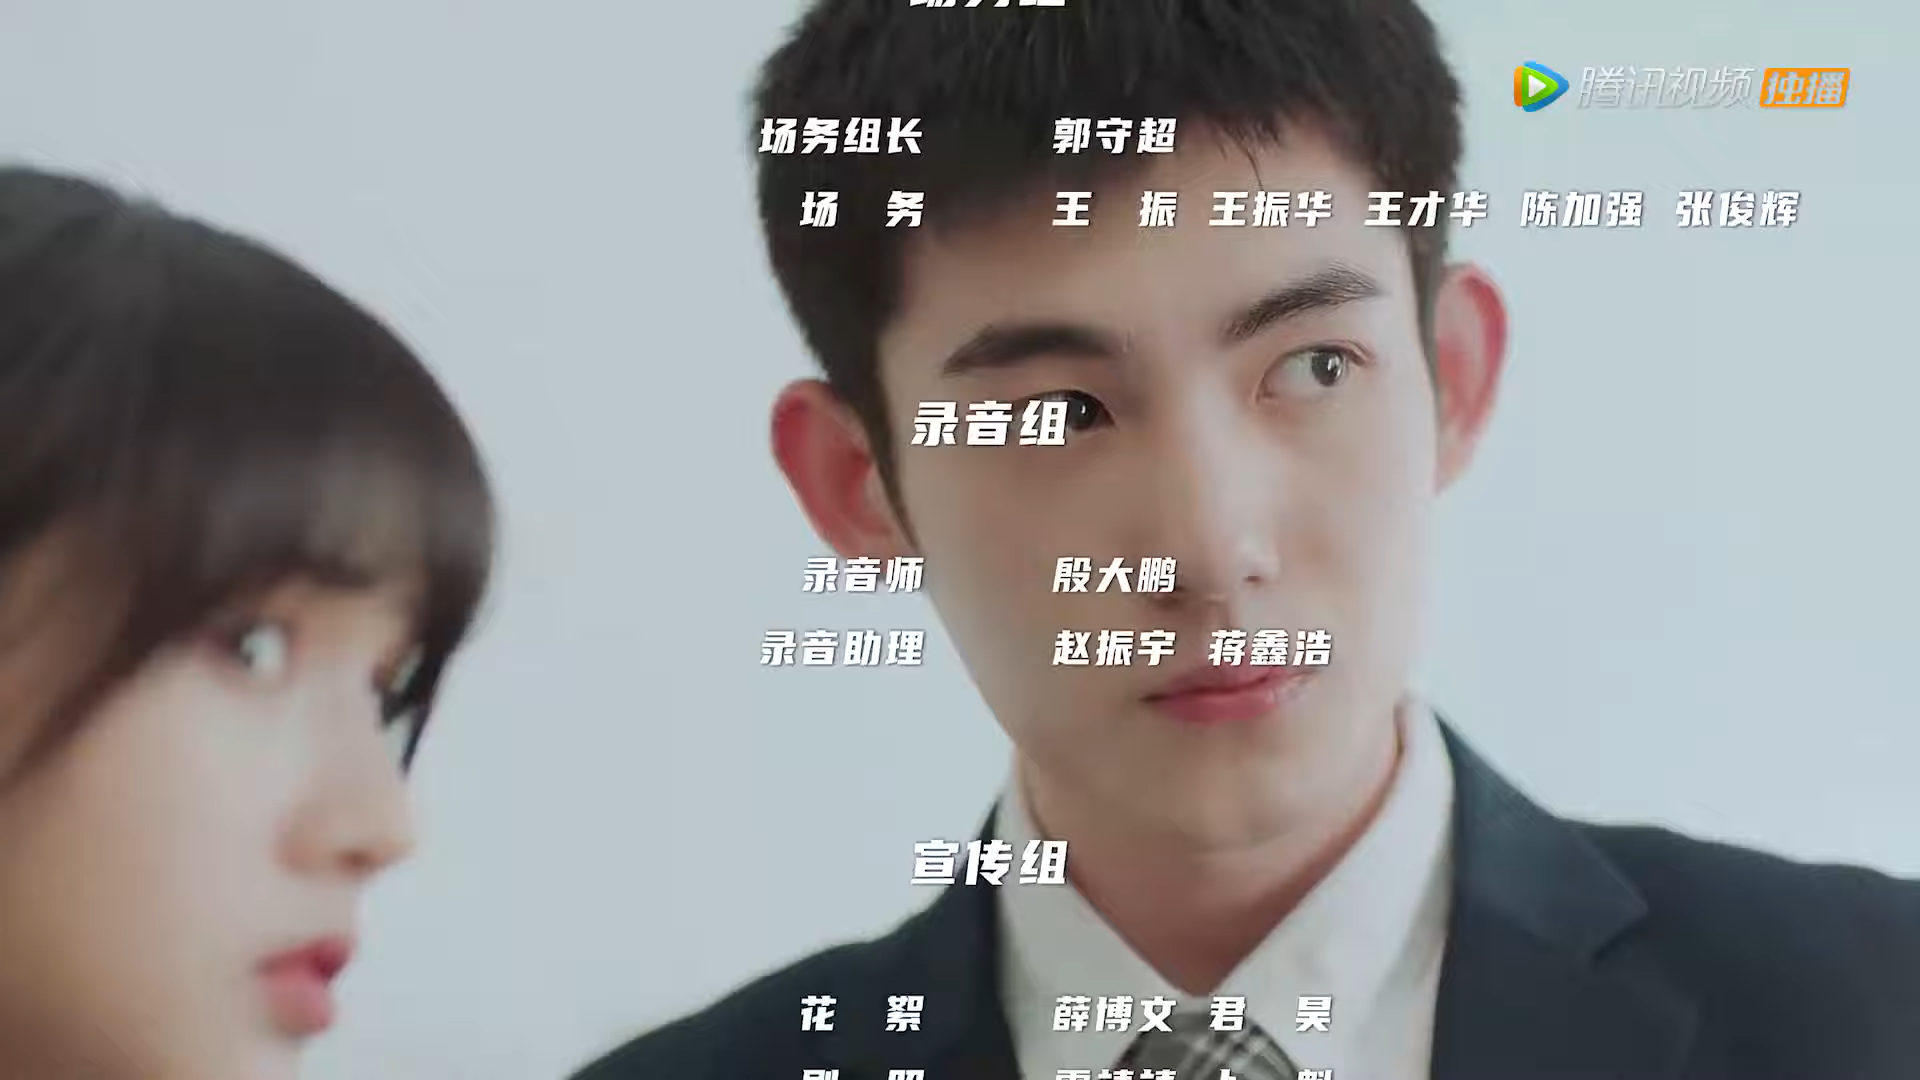 腾讯视频 独播
场务组长 郭守超
场 务 王 振 王振华 王才华 陈加强 张俊辉
录音组
录音师 殷大鹏
录音助理 赵振宇 蒋鑫浩
宣传组
花 絮 薛博文 君 昊